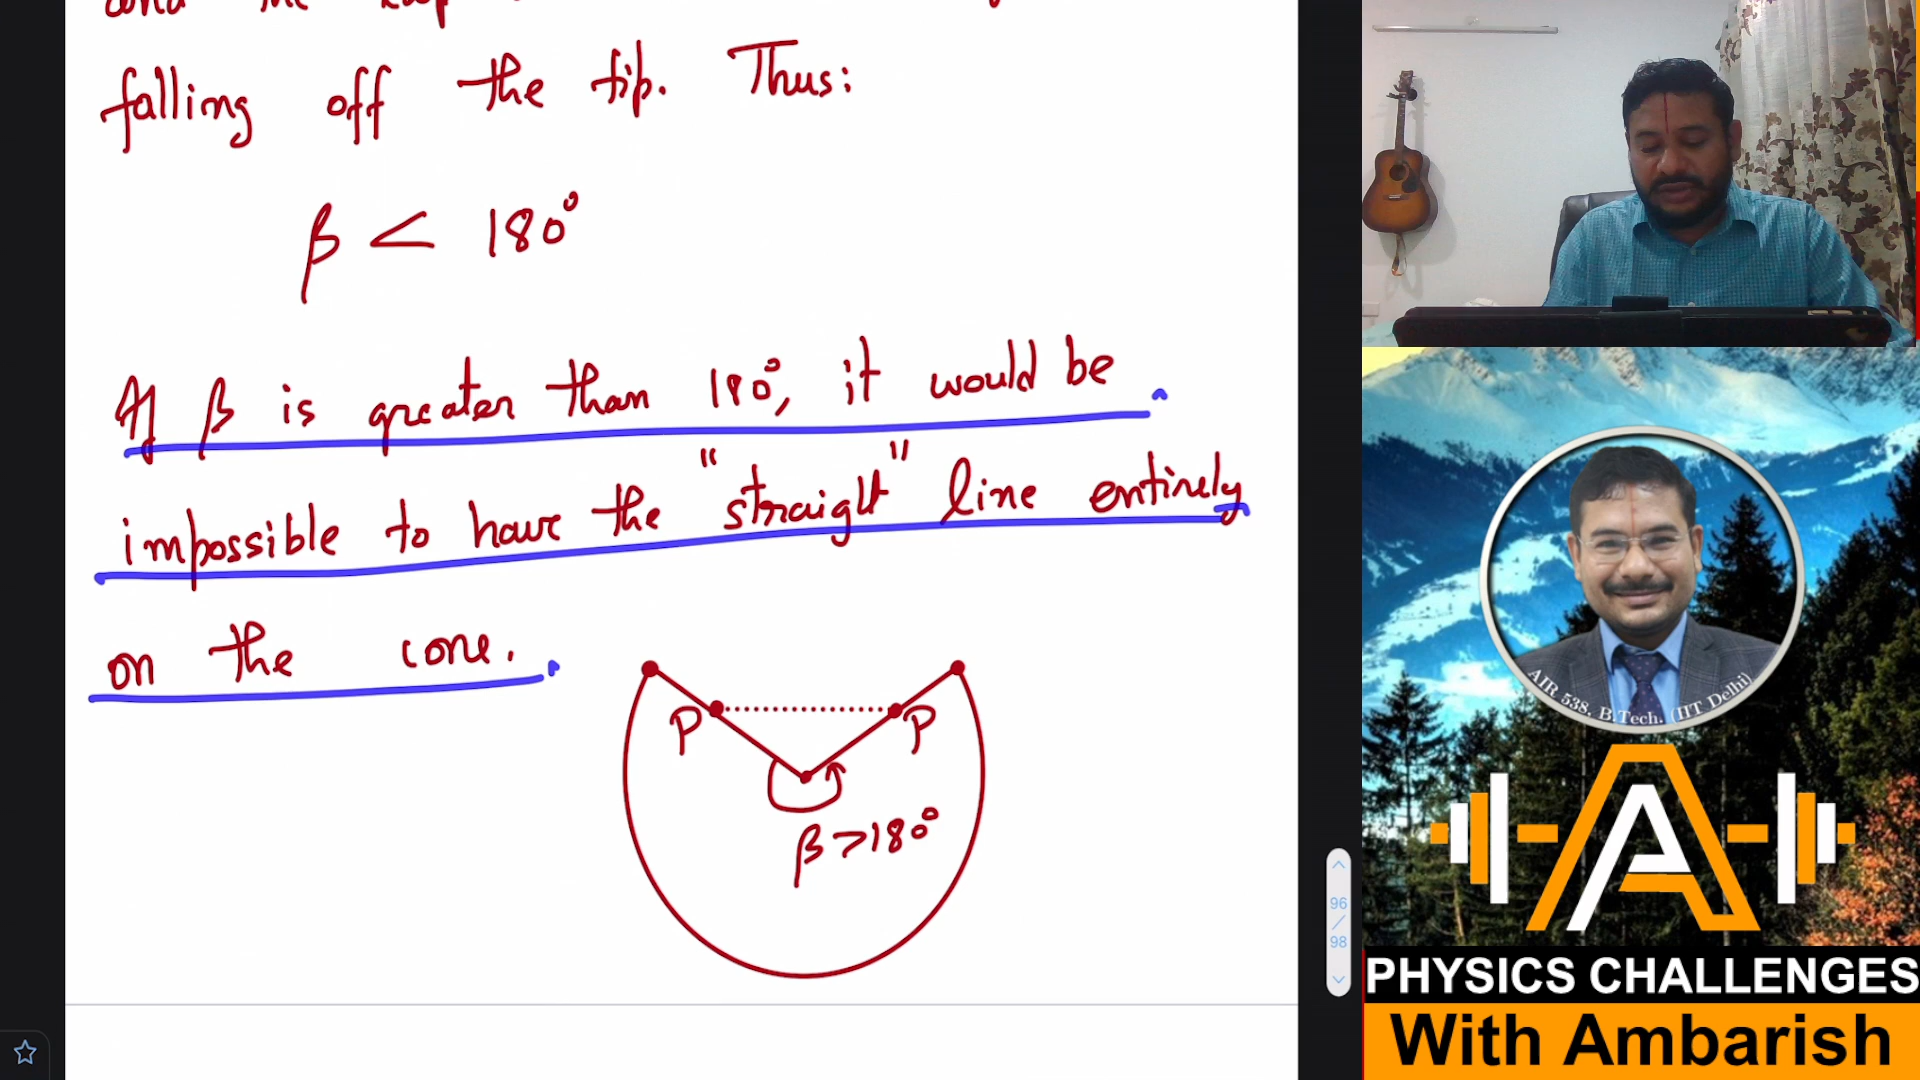 falling off the tip. Thus:
β < 180°
If β is greater than 180°, it would be
impossible to have the "straight" line entirely
on the cone.
P P
β > 180°
96
/
98
AIR 538, B.Tech. (IIT Delhi)
A
PHYSICS CHALLENGES
With Ambarish